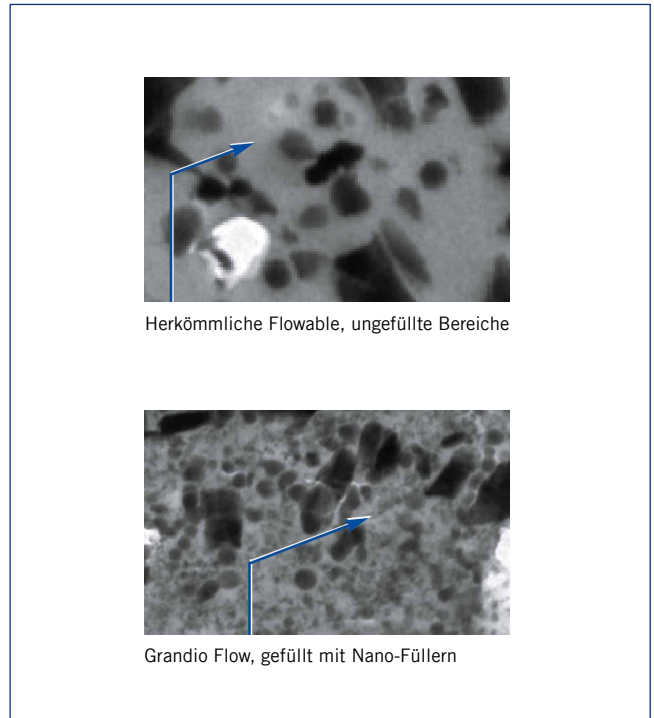 Herkömmliche Flowable, ungefüllte Bereiche
Grandio Flow, gefüllt mit Nano-Füllern